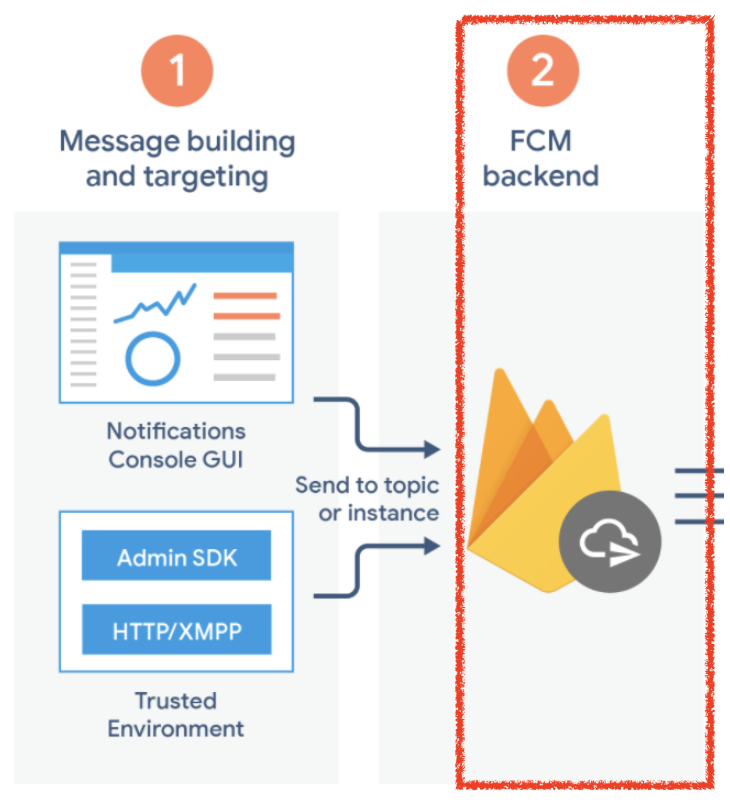 1
Message building
and targeting
Notifications
Console GUI
Admin SDK
HTTP/XMPP
Trusted
Environment
Send to topic
or instance
2
FCM
backend